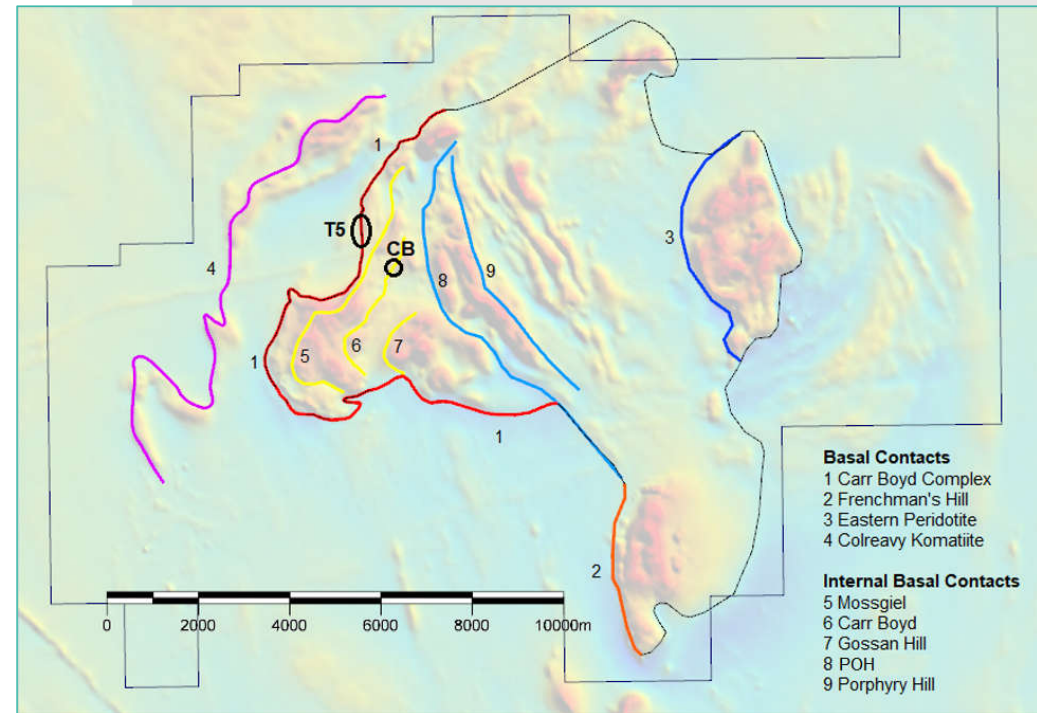 1
T5
CB
3
4
8
9
5
6
7
1
1
2
0 2000 4000 6000 8000 10000m
Basal Contacts
1 Carr Boyd Complex
2 Frenchman's Hill
3 Eastern Peridotite
4 Colreavy Komatiite
Internal Basal Contacts
5 Mossgiel
6 Carr Boyd
7 Gossan Hill
8 POH
9 Porphyry Hill